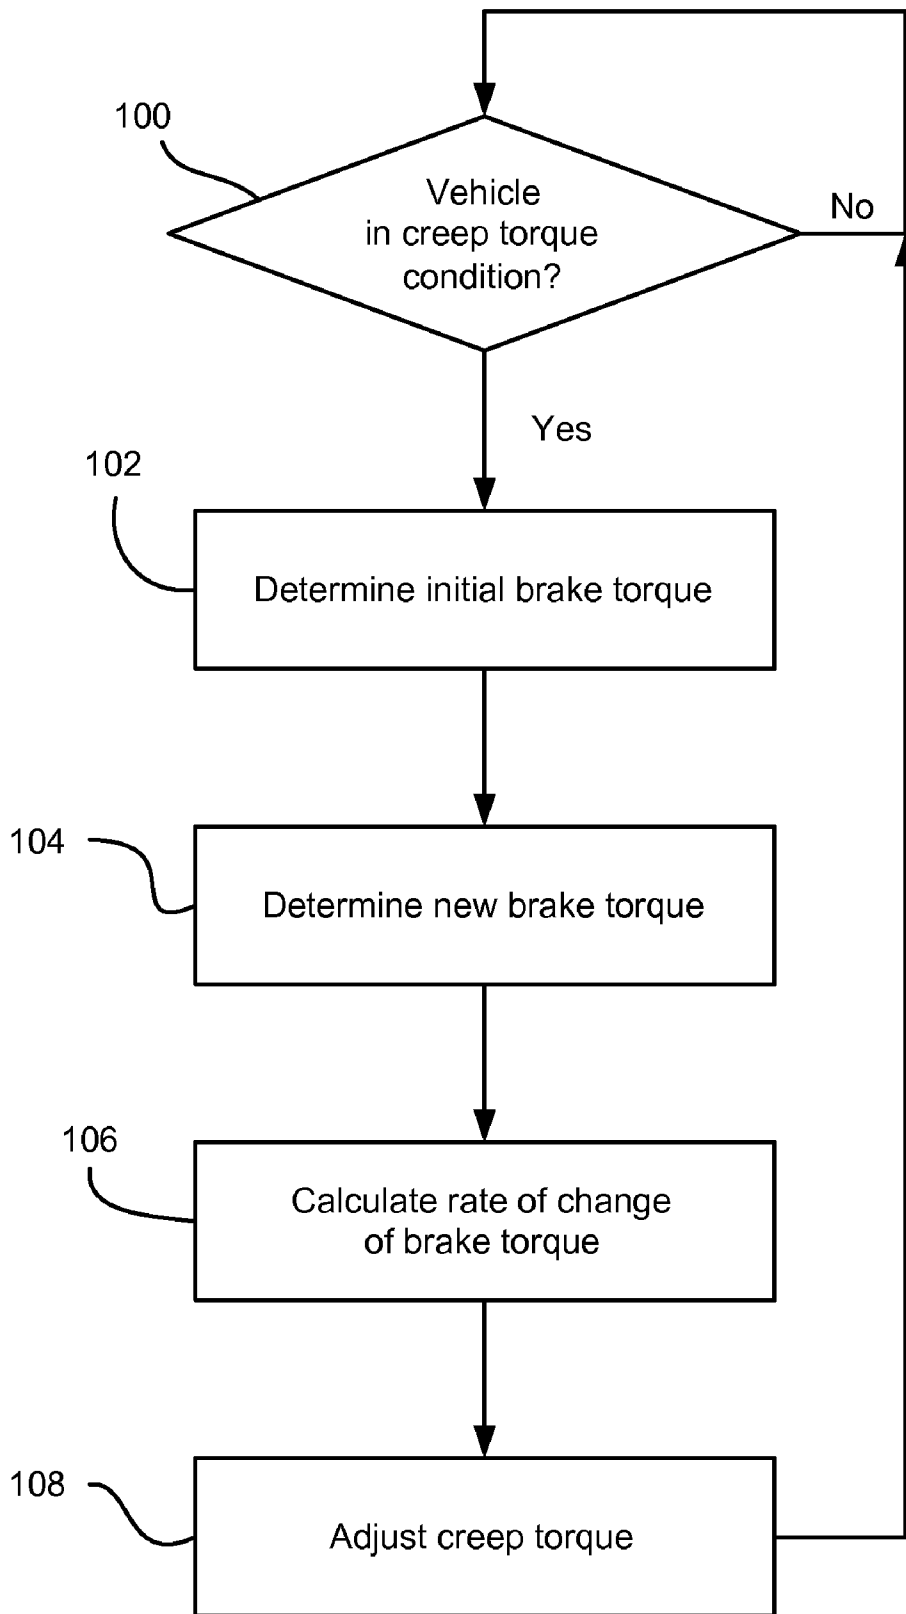 100
Vehicle
in creep torque
condition?
No
Yes
102
Determine initial brake torque
104
Determine new brake torque
106
Calculate rate of change
of brake torque
108
Adjust creep torque